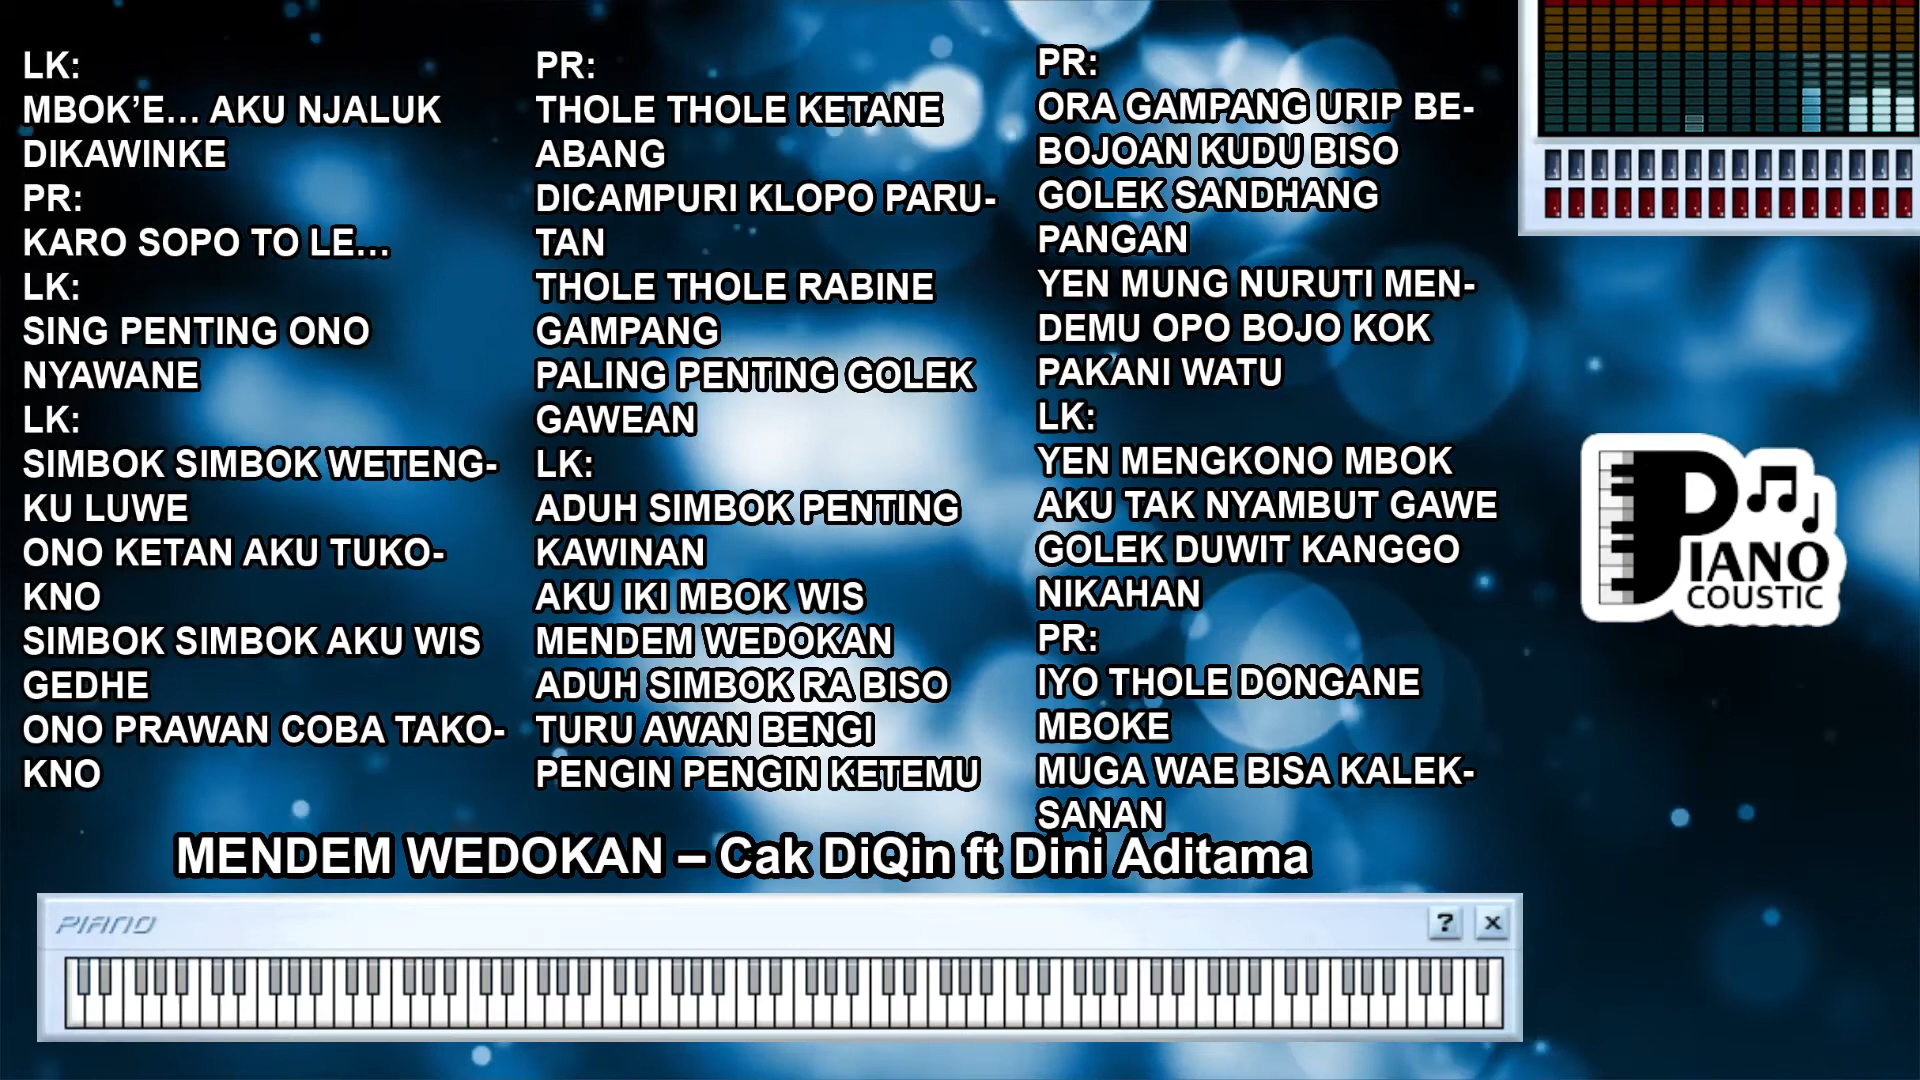 LK:
MBOK’E... AKU NJALUK
DIKAWINKE
PR:
KARO SOPO TO LE...
LK:
SING PENTING ONO
NYAWANE
LK:
SIMBOK SIMBOK WETENG-
KU LUWE
ONO KETAN AKU TUKO-
KNO
SIMBOK SIMBOK AKU WIS
GEDHE
ONO PRAWAN COBA TAKO-
KNO
PR:
THOLE THOLE KETANE
ABANG
DICAMPURI KLOPO PARU-
TAN
THOLE THOLE RABINE
GAMPANG
PALING PENTING GOLEK
GAWEAN
LK:
ADUH SIMBOK PENTING
KAWINAN
AKU IKI MBOK WIS
MENDEM WEDOKAN
ADUH SIMBOK RA BISO
TURU AWAN BENGI
PENGIN PENGIN KETEMU
PR:
ORA GAMPANG URIP BE-
BOJOAN KUDU BISO
GOLEK SANDHANG
PANGAN
YEN MUNG NURUTI MEN-
DEMU OPO BOJO KOK
PAKANI WATU
LK:
YEN MENGKONO MBOK
AKU TAK NYAMBUT GAWE
GOLEK DUWIT KANGGO
NIKAHAN
PR:
IYO THOLE DONGANE
MBOKE
MUGA WAE BISA KALEK-
SANAN
PIANO
COUSTIC
MENDEM WEDOKAN – Cak DiQin ft Dini Aditama
PIANO
? ×